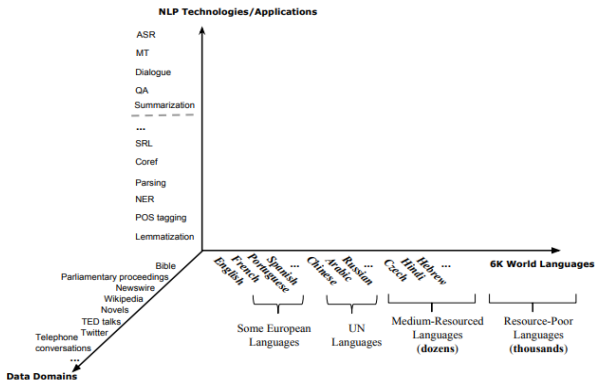 NLP Technologies/Applications
ASR
MT
Dialogue
QA
Summarization
...
SRL
Coref
Parsing
NER
POS tagging
Lemmatization
6K World Languages
English
French
Portuguese
Spanish
...
Chinese
Arabic
Russian
...
Czech
Hindi
Hebrew
...
Some European
Languages
UN
Languages
Medium-Resourced
Languages
(dozens)
Resource-Poor
Languages
(thousands)
Bible
Parliamentary proceedings
Newswire
Wikipedia
Novels
TED talks
Twitter
Telephone
conversations
...
Data Domains